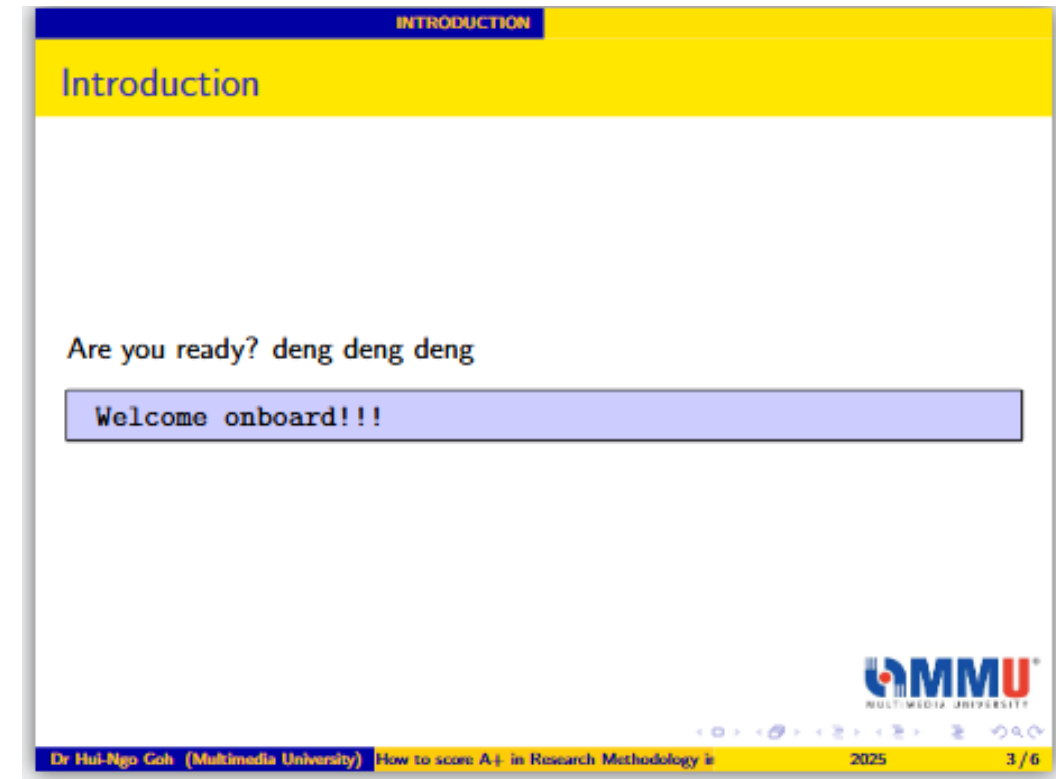 INTRODUCTION
Introduction
Are you ready? deng deng deng
Welcome onboard!!!
MMU
MULTIMEDIA UNIVERSITY
Dr Hui-Ngo Goh (Multimedia University) How to score A+ in Research Methodology i 2025 3 / 6